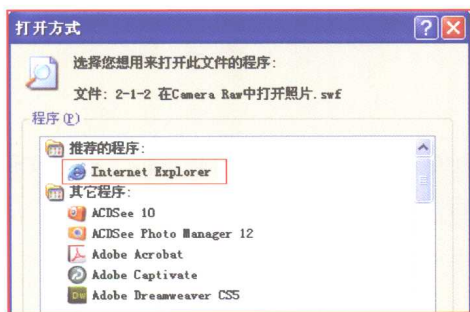 打开方式
选择您想用来打开此文件的程序:
文件: 2-1-2 在Camera Raw中打开照片.swf
程序(P)
推荐的程序:
Internet Explorer
其它程序:
ACDSee 10
ACDSee Photo Manager 12
Adobe Acrobat
Adobe Captivate
Dw Adobe Dreamweaver CS5